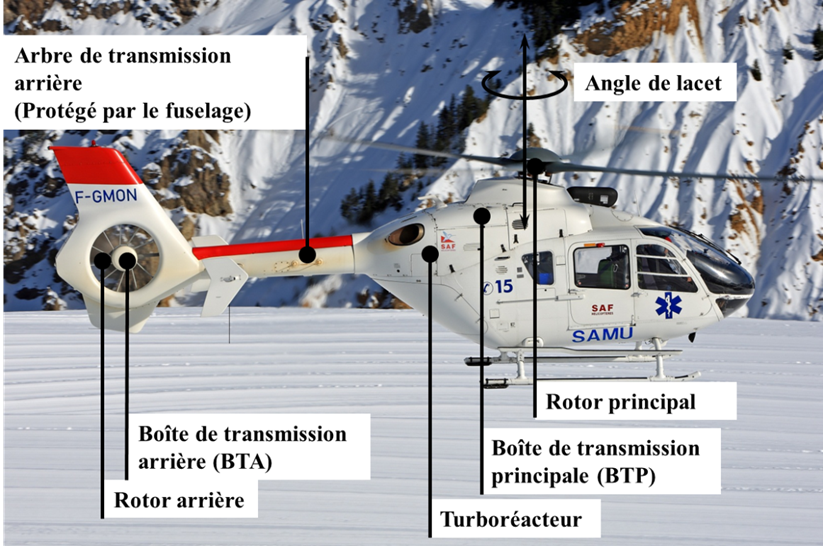 Arbre de transmission
arrière
(Protégé par le fuselage)
Angle de lacet
F-GMON
S.A.F
15
SAF
HELICOPTERES
SAMU
Rotor principal
Boîte de transmission
arrière (BTA)
Boîte de transmission
principale (BTP)
Rotor arrière
Turboréacteur